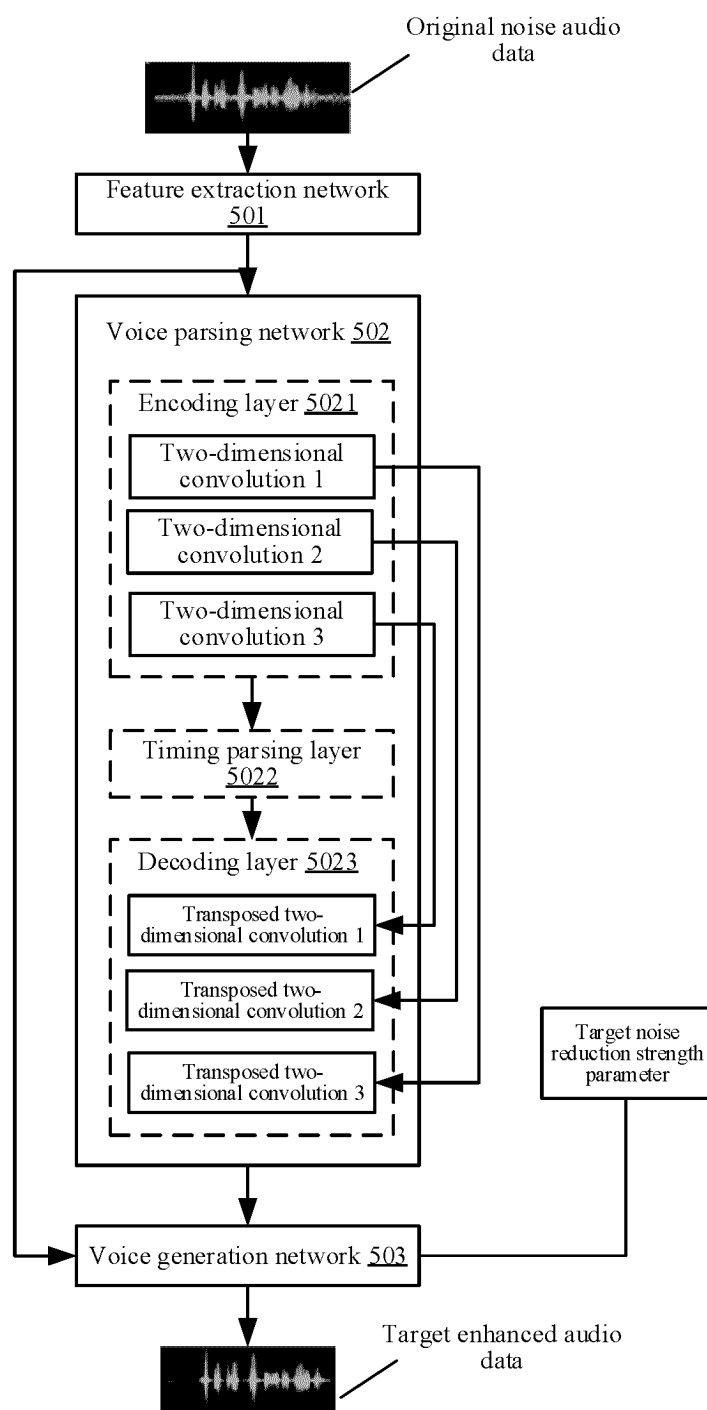 Original noise audio
data
Feature extraction network
501
Voice parsing network 502
Encoding layer 5021
Two-dimensional
convolution 1
Two-dimensional
convolution 2
Two-dimensional
convolution 3
Timing parsing layer
5022
Decoding layer 5023
Transposed two-
dimensional convolution 1
Transposed two-
dimensional convolution 2
Transposed two-
dimensional convolution 3
Target noise
reduction strength
parameter
Voice generation network 503
Target enhanced audio
data